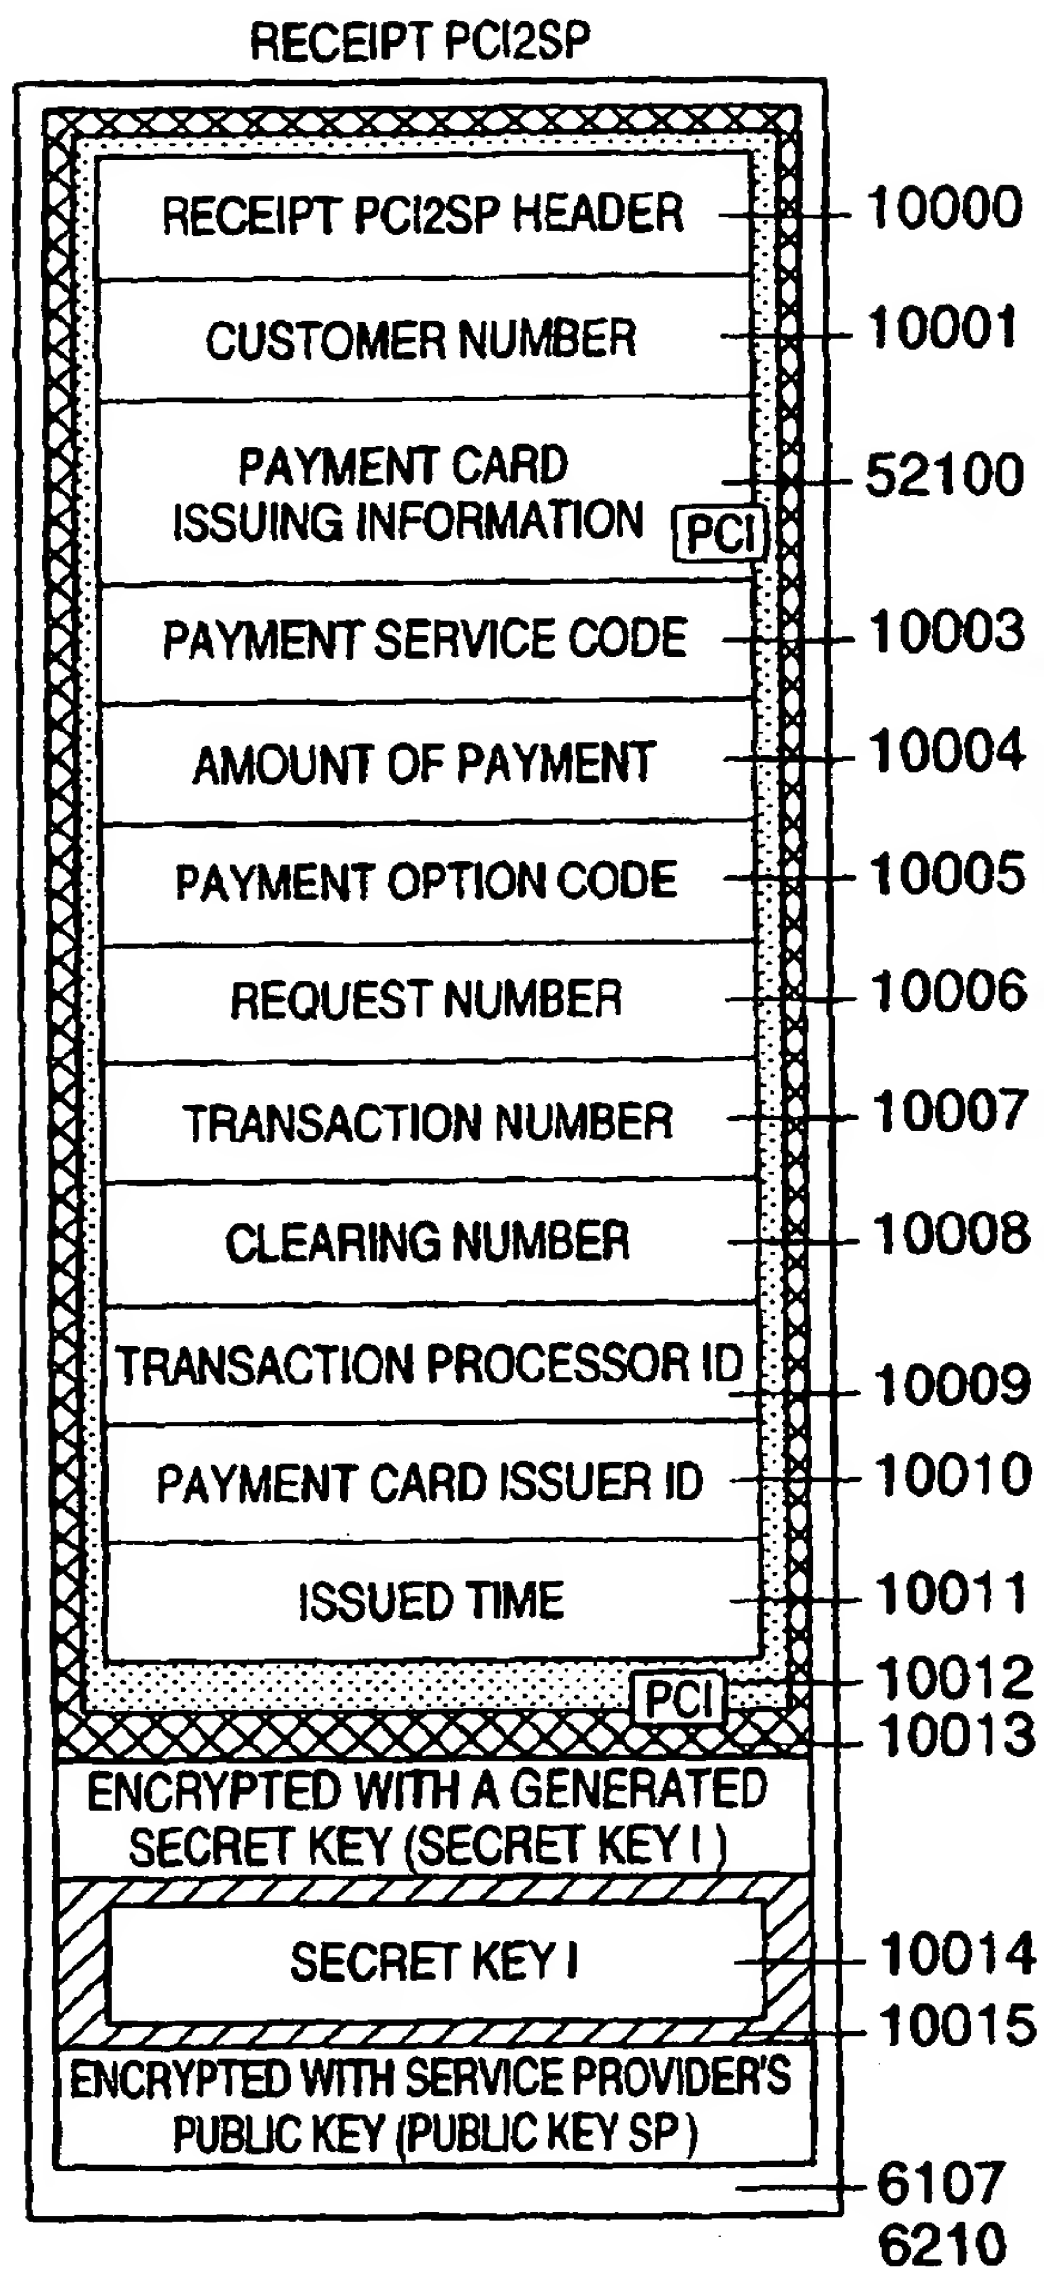 RECEIPT PCI2SP
RECEIPT PCI2SP HEADER 10000
CUSTOMER NUMBER 10001
PAYMENT CARD 52100
ISSUING INFORMATION PCI
PAYMENT SERVICE CODE 10003
AMOUNT OF PAYMENT 10004
PAYMENT OPTION CODE 10005
REQUEST NUMBER 10006
TRANSACTION NUMBER 10007
CLEARING NUMBER 10008
TRANSACTION PROCESSOR ID 10009
PAYMENT CARD ISSUER ID 10010
ISSUED TIME 10011
PCI 10012
10013
ENCRYPTED WITH A GENERATED
SECRET KEY (SECRET KEY I)
SECRET KEY I 10014
10015
ENCRYPTED WITH SERVICE PROVIDER'S
PUBLIC KEY (PUBLIC KEY SP)
6107
6210